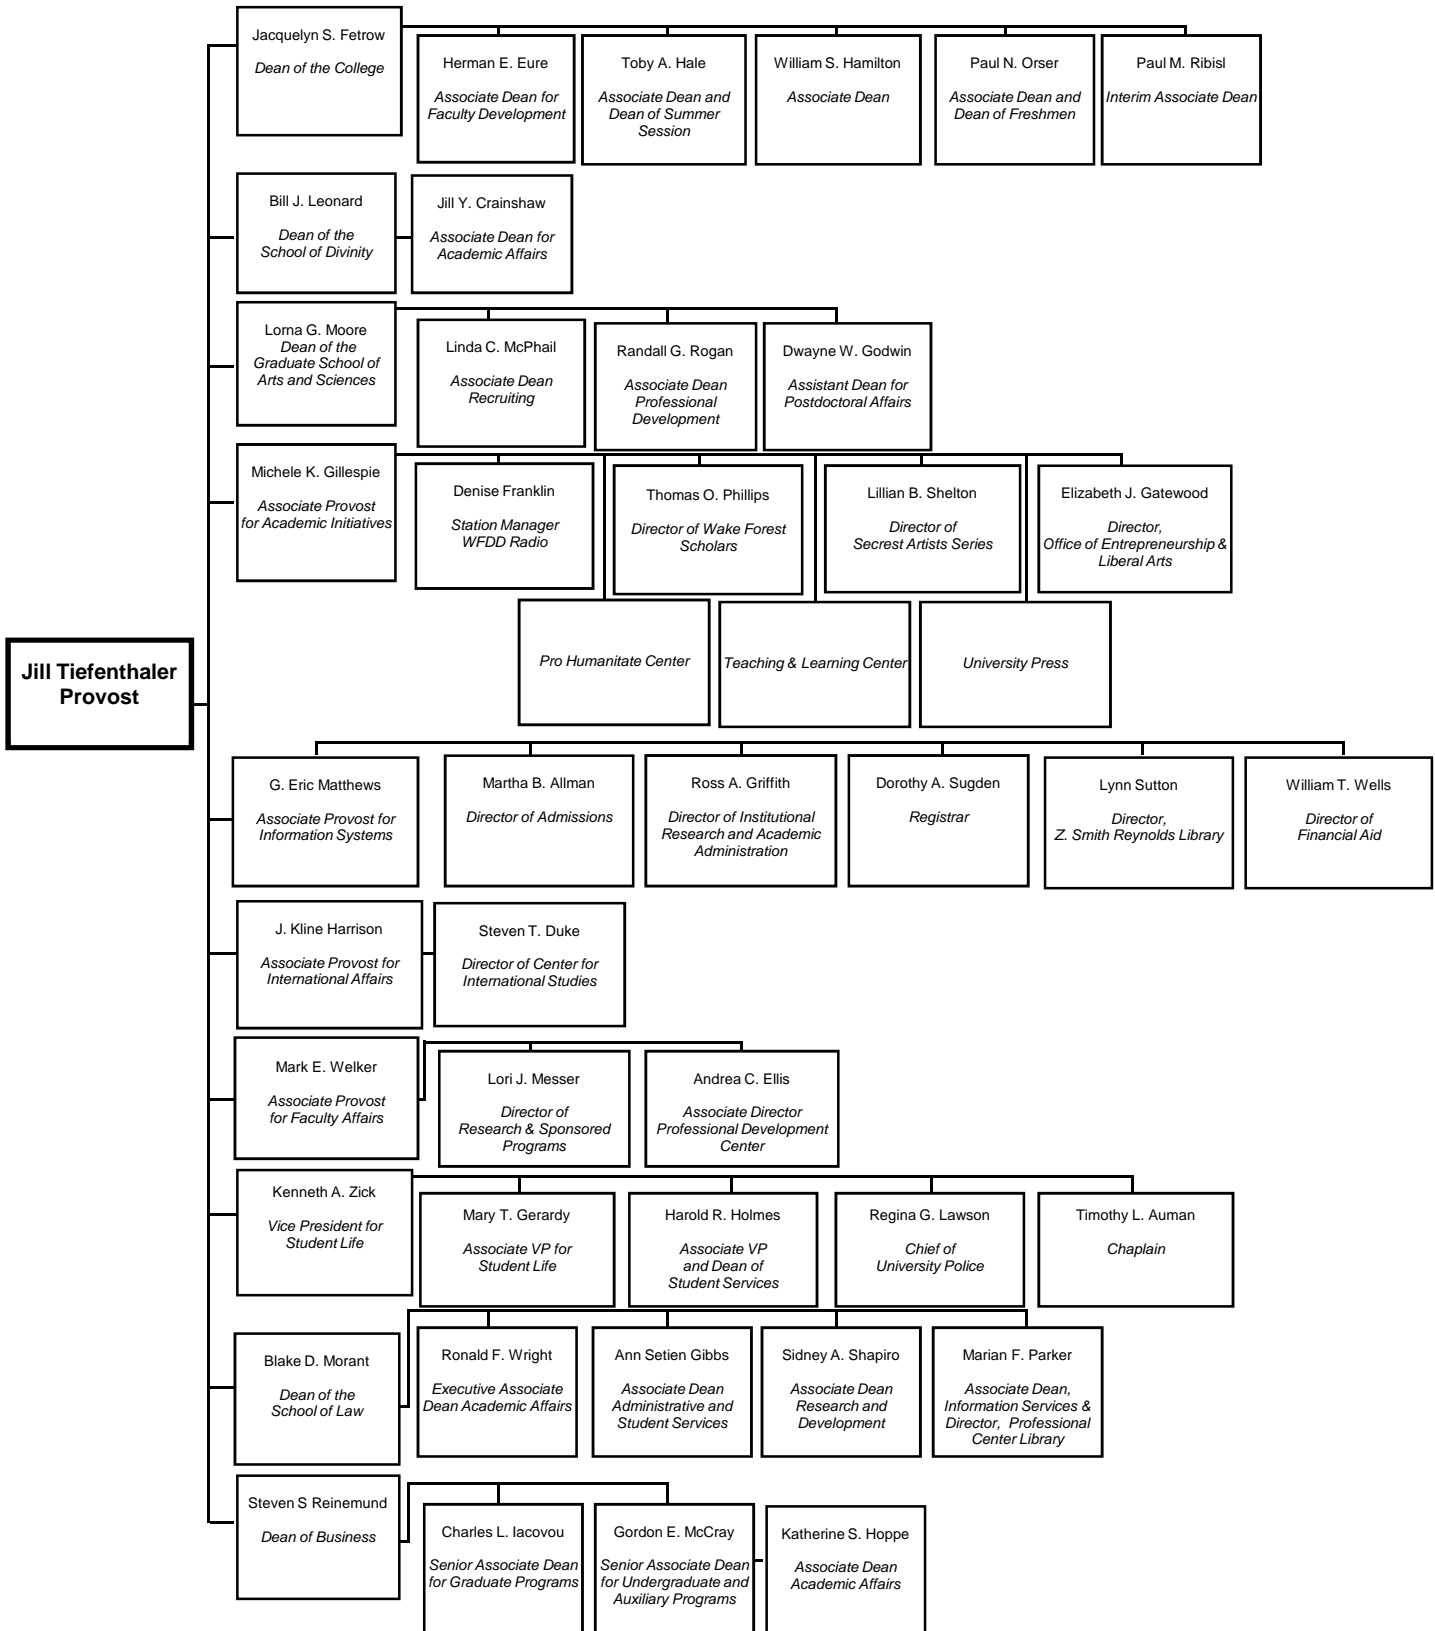 Jacquelyn S. Fetrow
Dean of the College
Herman E. Eure
Associate Dean for
Faculty Development
Toby A. Hale
Associate Dean and
Dean of Summer
Session
William S. Hamilton
Associate Dean
Paul N. Orser
Associate Dean and
Dean of Freshmen
Paul M. Ribisl
Interim Associate Dean
Bill J. Leonard
Dean of the
School of Divinity
Jill Y. Crainshaw
Associate Dean for
Academic Affairs
Lorna G. Moore
Dean of the
Graduate School of
Arts and Sciences
Linda C. McPhail
Associate Dean
Recruiting
Randall G. Rogan
Associate Dean
Professional
Development
Dwayne W. Godwin
Assistant Dean for
Postdoctoral Affairs
Michele K. Gillespie
Associate Provost
for Academic Initiatives
Denise Franklin
Station Manager
WFDD Radio
Thomas O. Phillips
Director of Wake Forest
Scholars
Lillian B. Shelton
Director of
Secrest Artists Series
Elizabeth J. Gatewood
Director,
Office of Entrepreneurship &
Liberal Arts
Pro Humanitate Center
Teaching & Learning Center
University Press
Jill Tiefenthaler
Provost
G. Eric Matthews
Associate Provost for
Information Systems
Martha B. Allman
Director of Admissions
Ross A. Griffith
Director of Institutional
Research and Academic
Administration
Dorothy A. Sugden
Registrar
Lynn Sutton
Director,
Z. Smith Reynolds Library
William T. Wells
Director of
Financial Aid
J. Kline Harrison
Associate Provost for
International Affairs
Steven T. Duke
Director of Center for
International Studies
Mark E. Welker
Associate Provost
for Faculty Affairs
Lori J. Messer
Director of
Research & Sponsored
Programs
Andrea C. Ellis
Associate Director
Professional Development
Center
Kenneth A. Zick
Vice President for
Student Life
Mary T. Gerardy
Associate VP for
Student Life
Harold R. Holmes
Associate VP
and Dean of
Student Services
Regina G. Lawson
Chief of
University Police
Timothy L. Auman
Chaplain
Blake D. Morant
Dean of the
School of Law
Ronald F. Wright
Executive Associate
Dean Academic Affairs
Ann Setien Gibbs
Associate Dean
Administrative and
Student Services
Sidney A. Shapiro
Associate Dean
Research and
Development
Marian F. Parker
Associate Dean,
Information Services &
Director, Professional
Center Library
Steven S Reinemund
Dean of Business
Charles L. Iacovou
Senior Associate Dean
for Graduate Programs
Gordon E. McCray
Senior Associate Dean
for Undergraduate and
Auxiliary Programs
Katherine S. Hoppe
Associate Dean
Academic Affairs